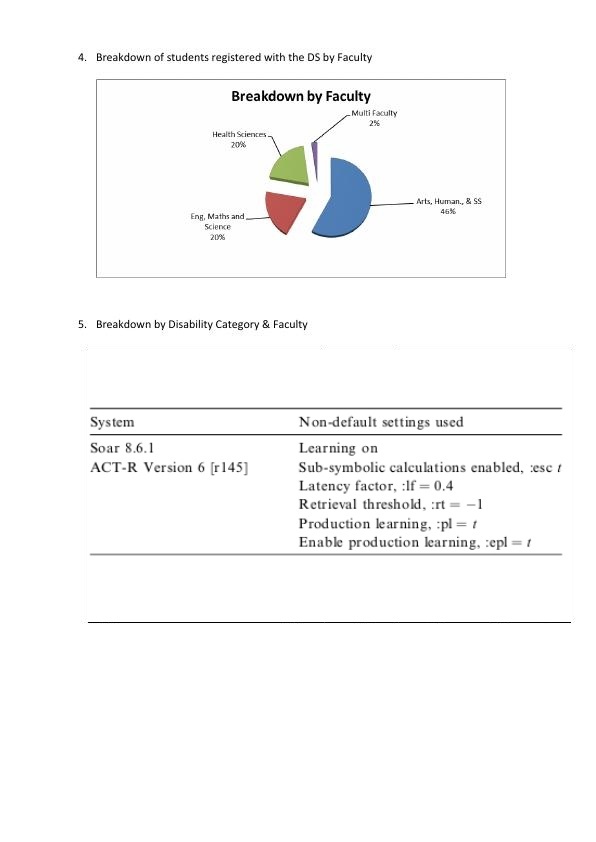 4. Breakdown of students registered with the DS by Faculty
Breakdown by Faculty
Multi Faculty
2%
Health Sciences
20%
Arts, Human., & SS
46%
Eng, Maths and
Science
20%
5. Breakdown by Disability Category & Faculty
System Non-default settings used
Soar 8.6.1 Learning on
ACT-R Version 6 [r145] Sub-symbolic calculations enabled, :esc t
Latency factor, :lf = 0.4
Retrieval threshold, :rt = −1
Production learning, :pl = t
Enable production learning, :epl = t